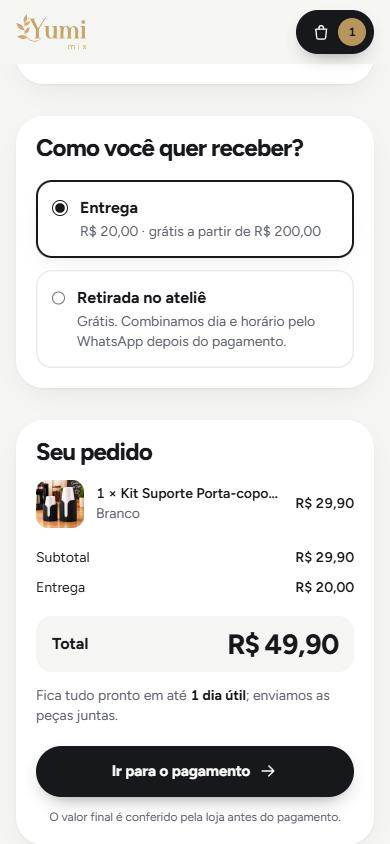 Yumi
mix
1
Como você quer receber?
Entrega
R$ 20,00 · grátis a partir de R$ 200,00
Retirada no ateliê
Grátis. Combinamos dia e horário pelo
WhatsApp depois do pagamento.
Seu pedido
1 × Kit Suporte Porta-copo...
Branco
R$ 29,90
Subtotal
R$ 29,90
Entrega
R$ 20,00
Total
R$ 49,90
Fica tudo pronto em até 1 dia útil; enviamos as
peças juntas.
Ir para o pagamento →
O valor final é conferido pela loja antes do pagamento.